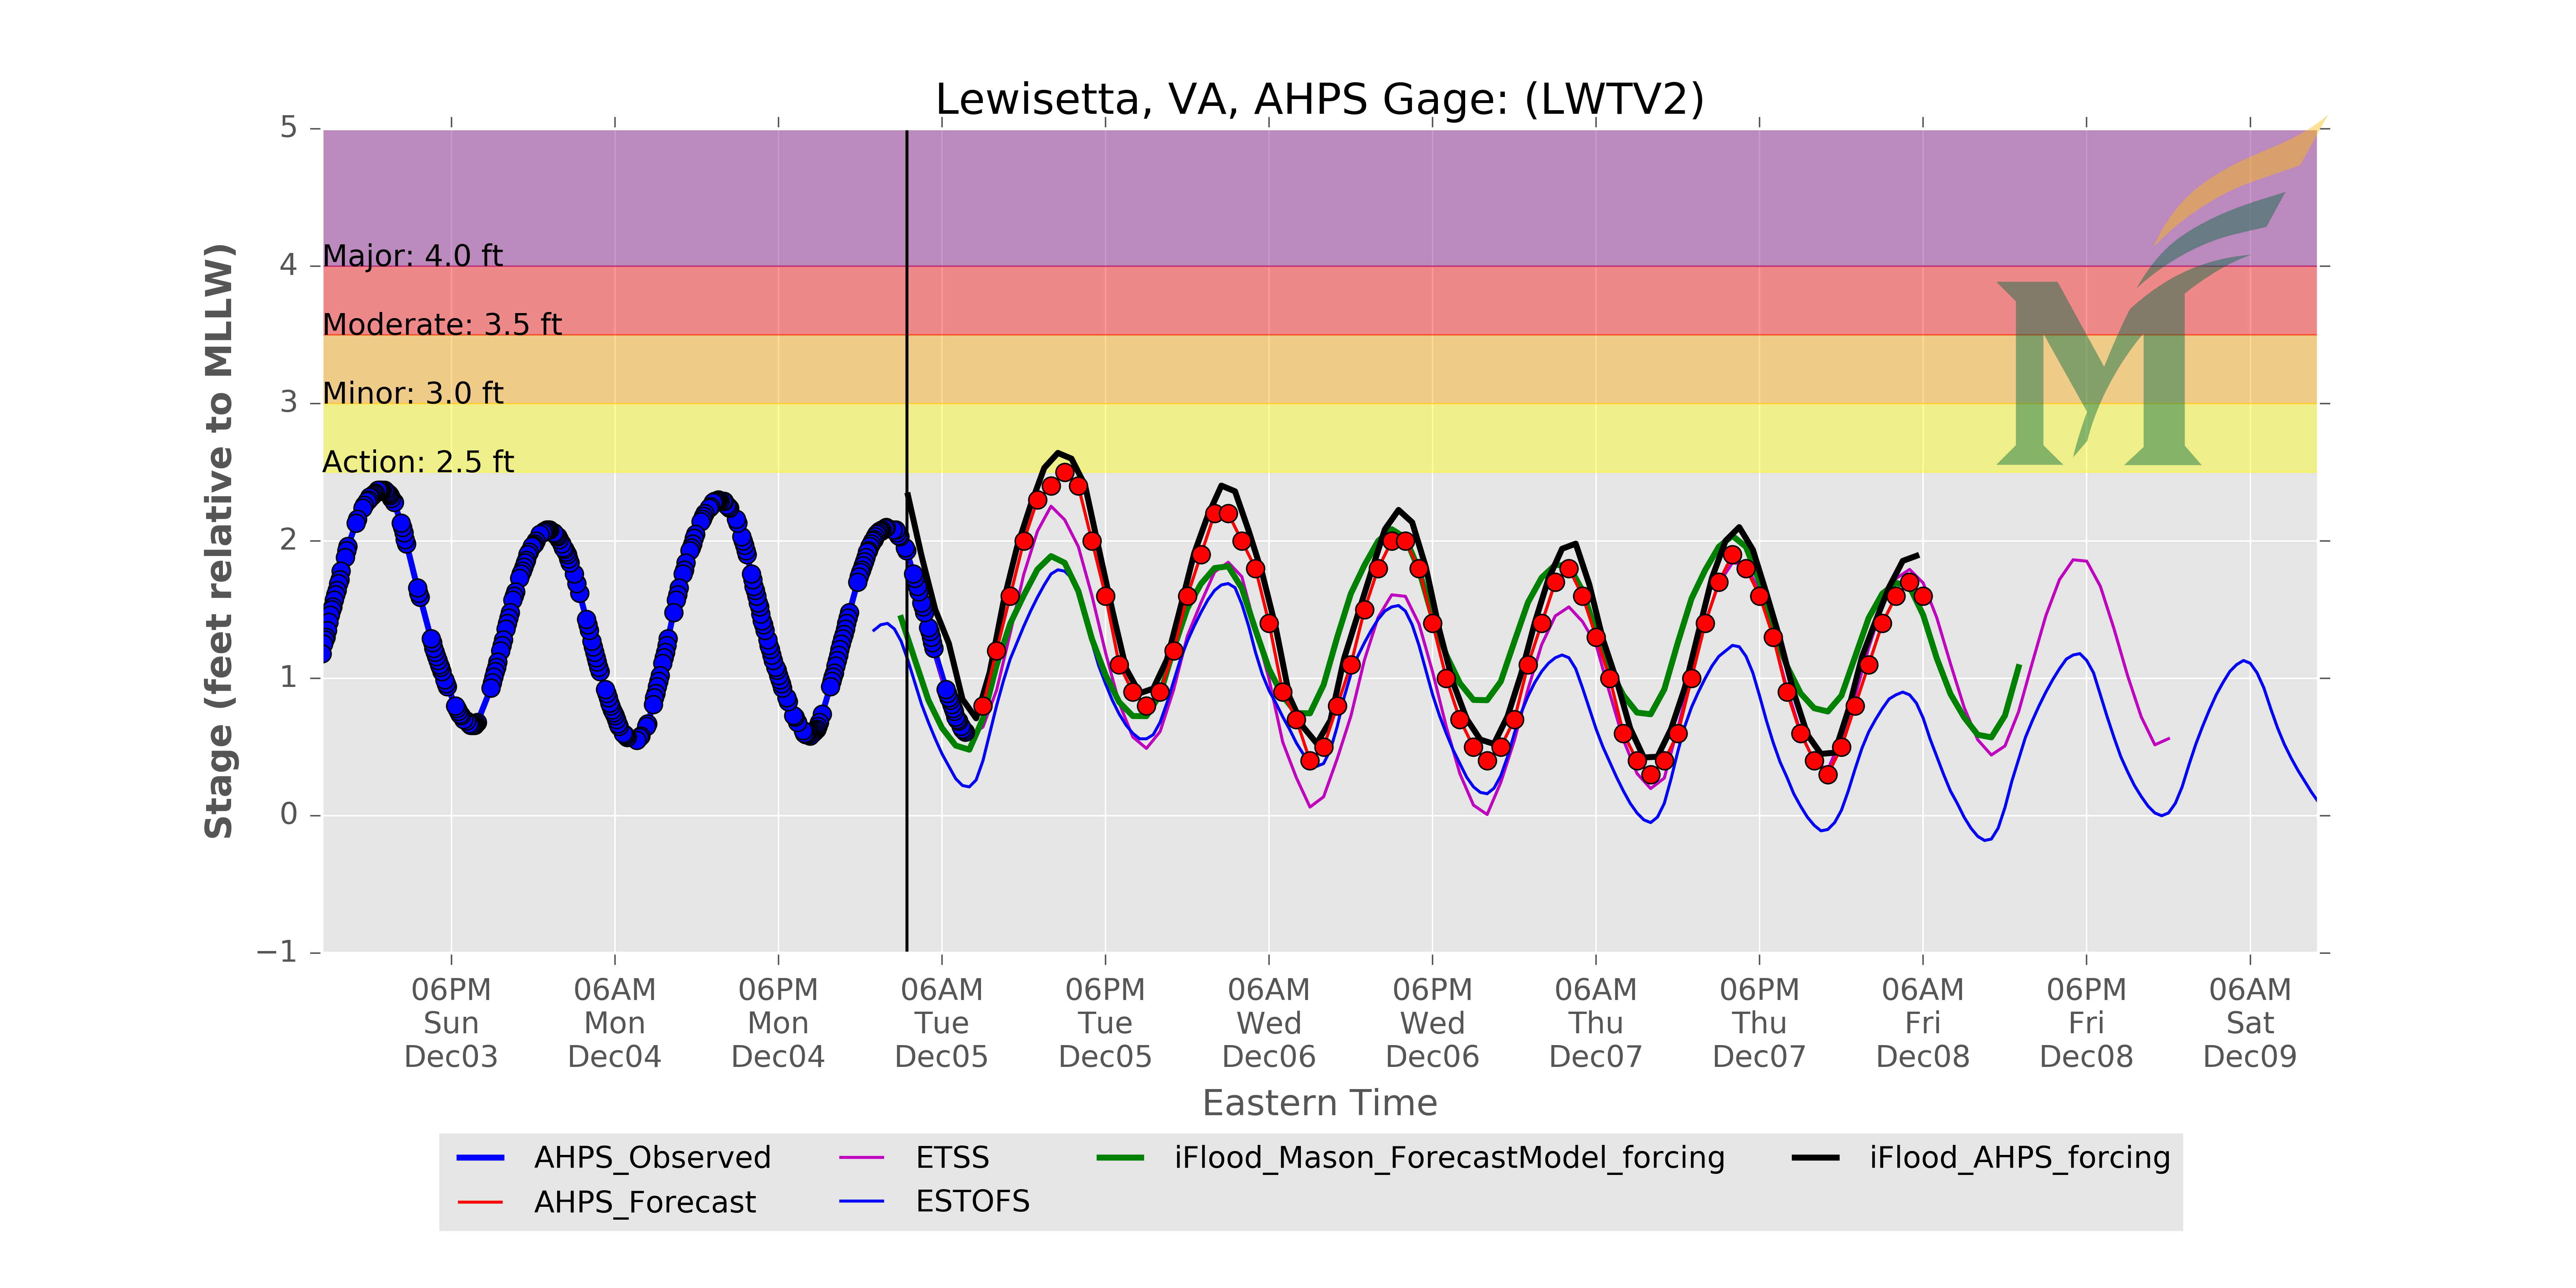 Lewisetta, VA, AHPS Gage: (LWTV2)
Stage (feet relative to MLLW)
5
4
3
2
1
0
−1
Major: 4.0 ft
Moderate: 3.5 ft
Minor: 3.0 ft
Action: 2.5 ft
06PM 06AM 06PM 06AM 06PM 06AM 06PM 06AM 06PM 06AM 06PM 06AM
Sun Mon Mon Tue Tue Wed Wed Thu Thu Fri Fri Sat
Dec03 Dec04 Dec04 Dec05 Dec05 Dec06 Dec06 Dec07 Dec07 Dec08 Dec08 Dec09
Eastern Time
AHPS_Observed ETSS iFlood_Mason_ForecastModel_forcing iFlood_AHPS_forcing
AHPS_Forecast ESTOFS